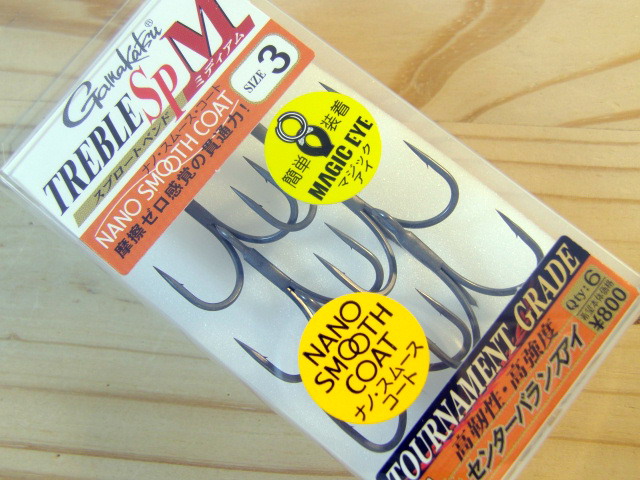 Gamakatsu®
TREBLE SP M
スプロートベンド ミディアム
SIZE 3
ナノ・スムース・コート
NANO SMOOTH COAT
摩擦ゼロ感覚の貫通力!
簡単 装着
MAGIC EYE
マジック
アイ
NANO
SMOOTH
COAT
ナノ・スムース
コート
TOURNAMENT GRADE
高靭性・高強度
センターバランスアイ
Qty: 6
¥800